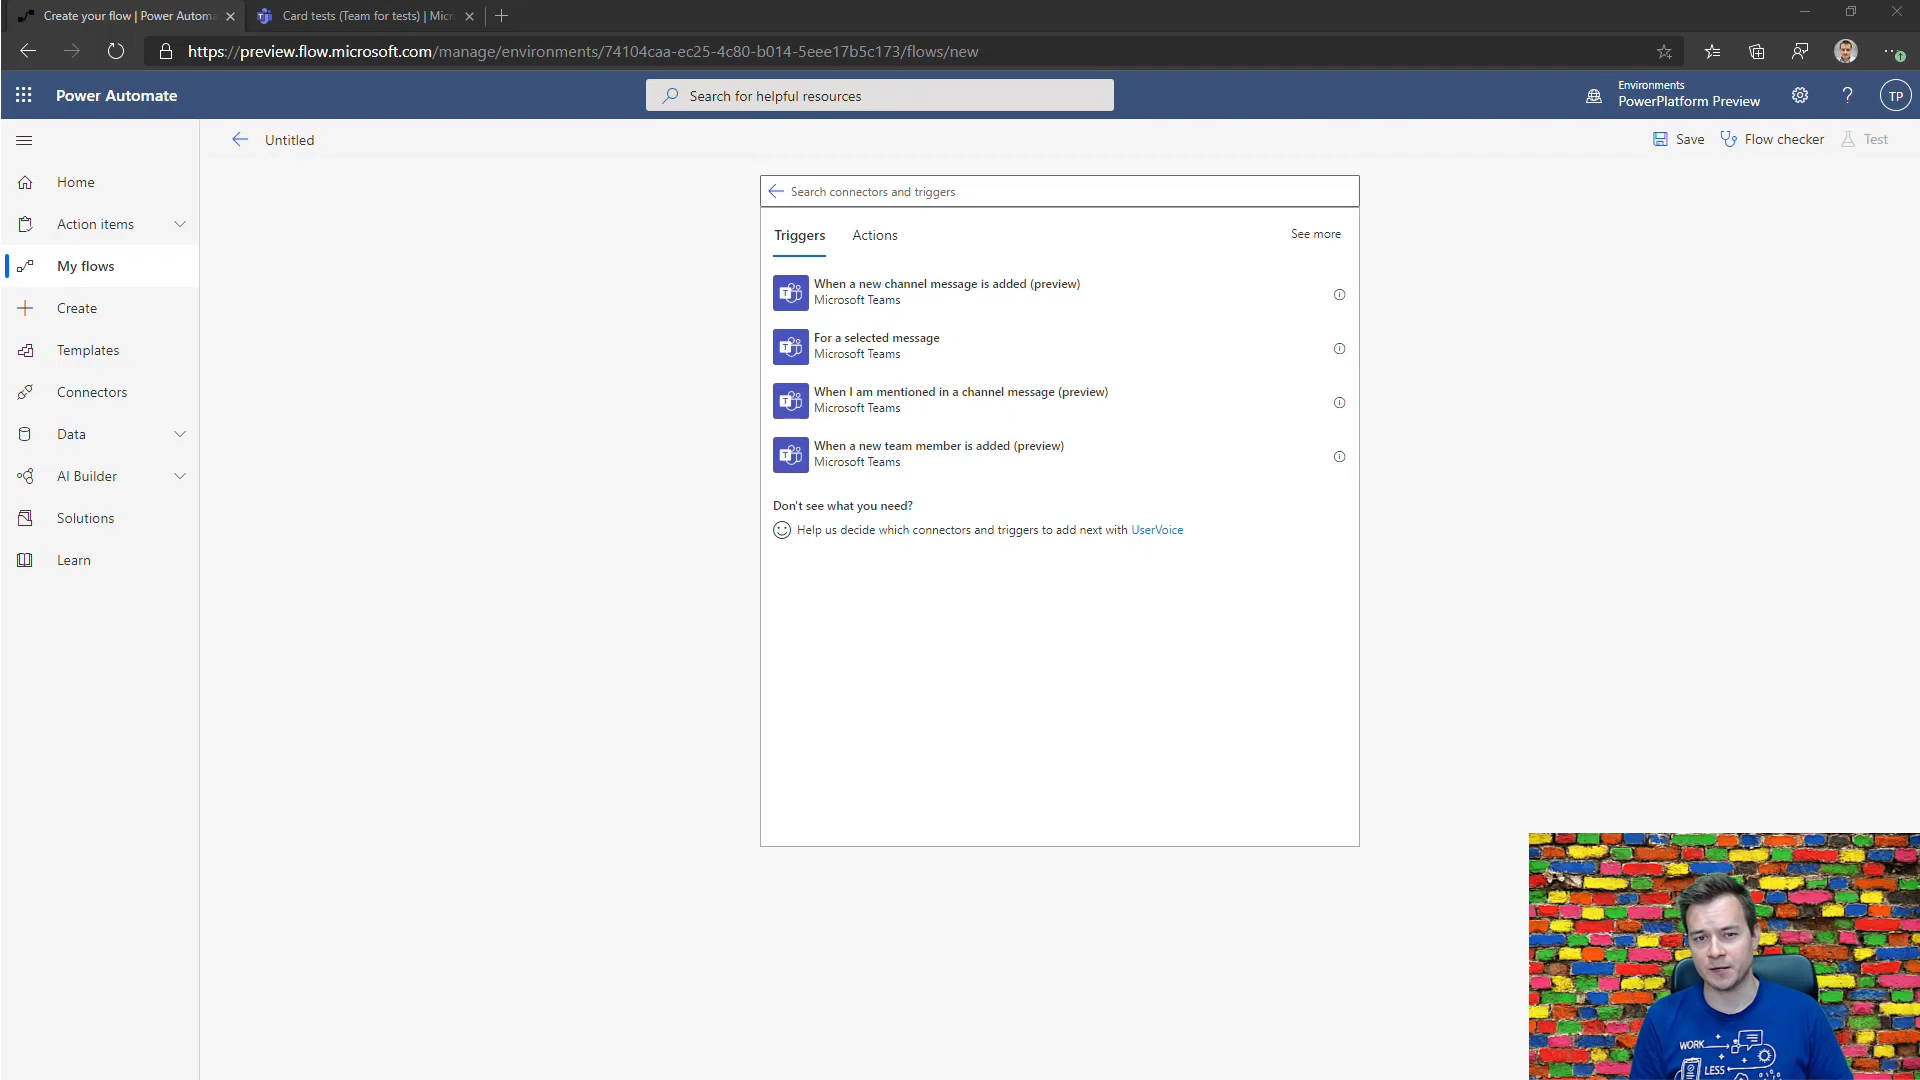 Create your flow | Power Automa
Card tests (Team for tests) | Micr
https://preview.flow.microsoft.com/manage/environments/74104caa-ec25-4c80-b014-5eee17b5c173/flows/new
Power Automate
Search for helpful resources
Environments
PowerPlatform Preview
?
TP
Untitled
Save
Flow checker
Test
Home
Action items
My flows
Create
Templates
Connectors
Data
AI Builder
Solutions
Learn
Search connectors and triggers
Triggers
Actions
See more
When a new channel message is added (preview)
Microsoft Teams
For a selected message
Microsoft Teams
When I am mentioned in a channel message (preview)
Microsoft Teams
When a new team member is added (preview)
Microsoft Teams
Don't see what you need?
Help us decide which connectors and triggers to add next with UserVoice
WORK
LESS